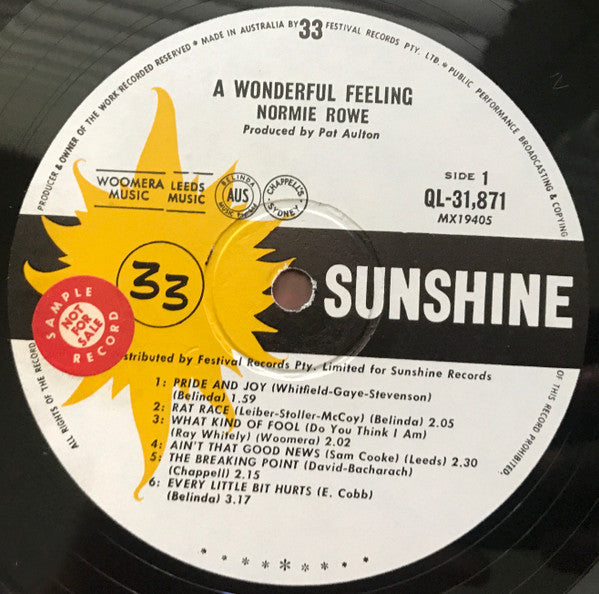 PRODUCER & OWNER OF THE WORK RECORDED RESERVED ★ MADE IN AUSTRALIA BY 33 FESTIVAL RECORDS PTY. LTD. ★ PUBLIC PERFORMANCE BROADCASTING & COPYING
OF THIS RECORD PROHIBITED.
ALL RIGHTS OF THE RECORD
A WONDERFUL FEELING
NORMIE ROWE
Produced by Pat Aulton
WOOMERA MUSIC
LEEDS MUSIC
BELINDA
AUS
CHAPPELL'S
SYDNEY
SIDE 1
QL-31,871
MX19405
33
SUNSHINE
SAMPLE
NOT FOR SALE
RECORD
stributed by Festival Records Pty. Limited for Sunshine Records
1: PRIDE AND JOY (Whitfield-Gaye-Stevenson)
(Belinda) 1.59
2: RAT RACE (Leiber-Stoller-McCoy) (Belinda) 2.05
3: WHAT KIND OF FOOL (Do You Think I Am)
(Ray Whitely) (Woomera) 2.02
4: AIN'T THAT GOOD NEWS (Sam Cooke) (Leeds) 2.30
5: THE BREAKING POINT (David-Bacharach)
(Chappell) 2.15
6: EVERY LITTLE BIT HURTS (E. Cobb)
(Belinda) 3.17